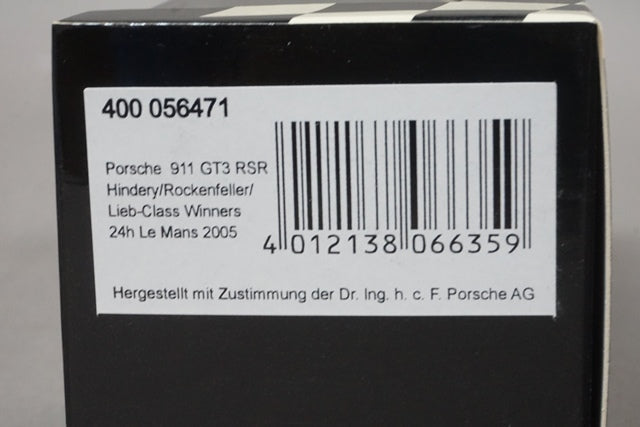 400 056471
Porsche 911 GT3 RSR
Hindery/Rockenfeller/
Lieb-Class Winners
24h Le Mans 2005
4 012138 066359
Hergestellt mit Zustimmung der Dr. Ing. h. c. F. Porsche AG